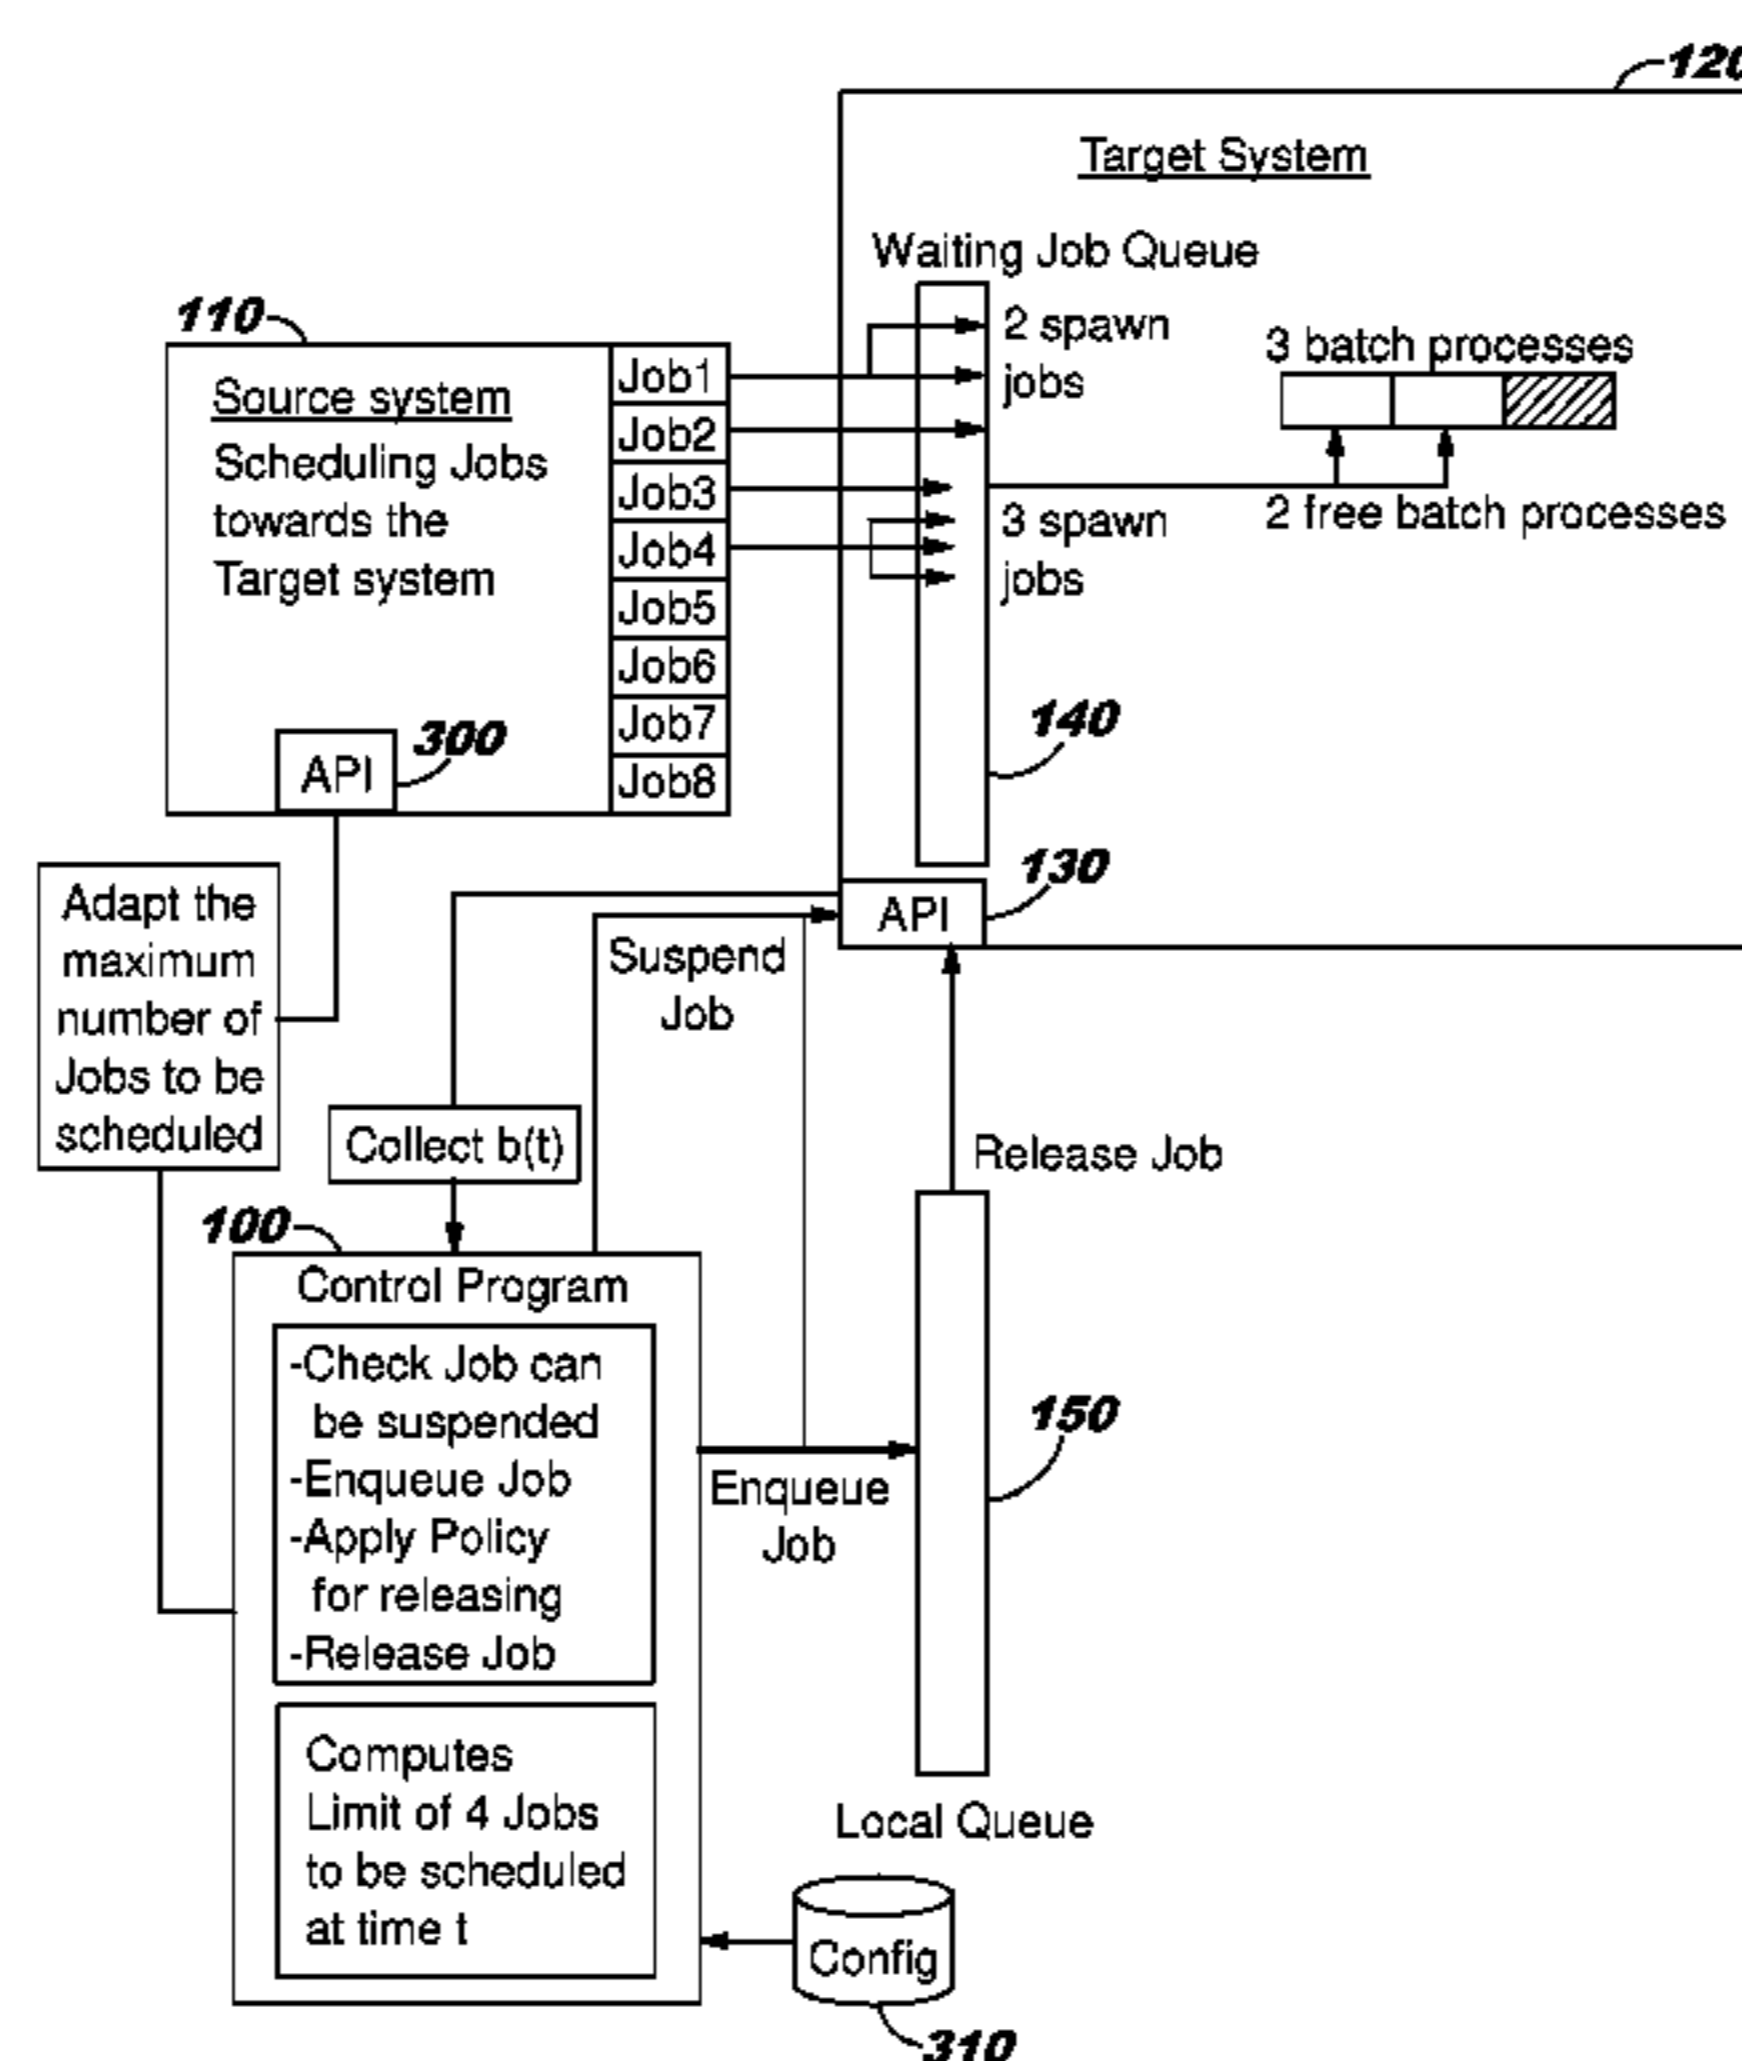 120
Target System
Waiting Job Queue
2 spawn
jobs
3 batch processes
2 free batch processes
3 spawn
jobs
140
130
API
110
Source system
Scheduling Jobs
towards the
Target system
Job1
Job2
Job3
Job4
Job5
Job6
Job7
Job8
API
300
Adapt the
maximum
number of
Jobs to be
scheduled
Suspend
Job
Collect b(t)
Release Job
100
Control Program
-Check Job can
be suspended
-Enqueue Job
-Apply Policy
for releasing
-Release Job
Enqueue
Job
150
Computes
Limit of 4 Jobs
to be scheduled
at time t
Local Queue
Config
310